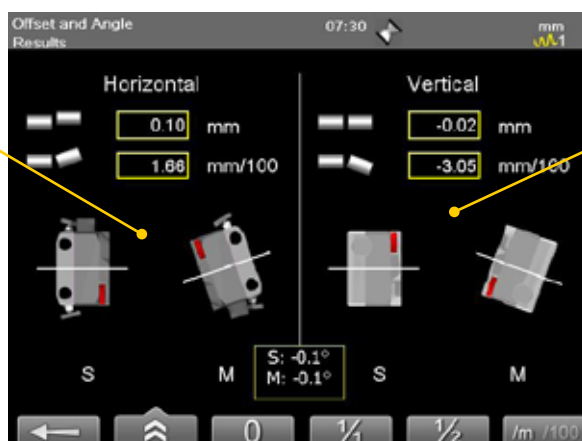 Offset and Angle
Results
07:30
mm
1
Horizontal
0.10 mm
1.66 mm/100
Vertical
-0.02 mm
-3.05 mm/100
S
M
S: -0.1°
M: -0.1°
S
M
0
1/1
1/2
/m /100